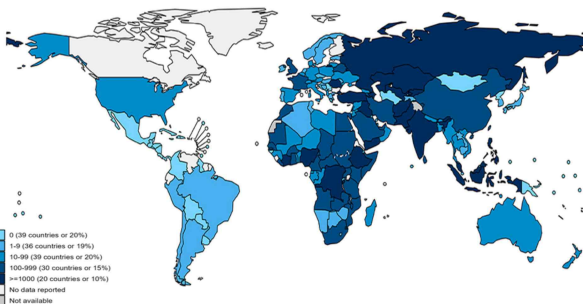 0 (39 countries or 20%)
1-9 (36 countries or 19%)
10-99 (39 countries or 20%)
100-999 (30 countries or 15%)
>=1000 (20 countries or 10%)
No data reported
Not available